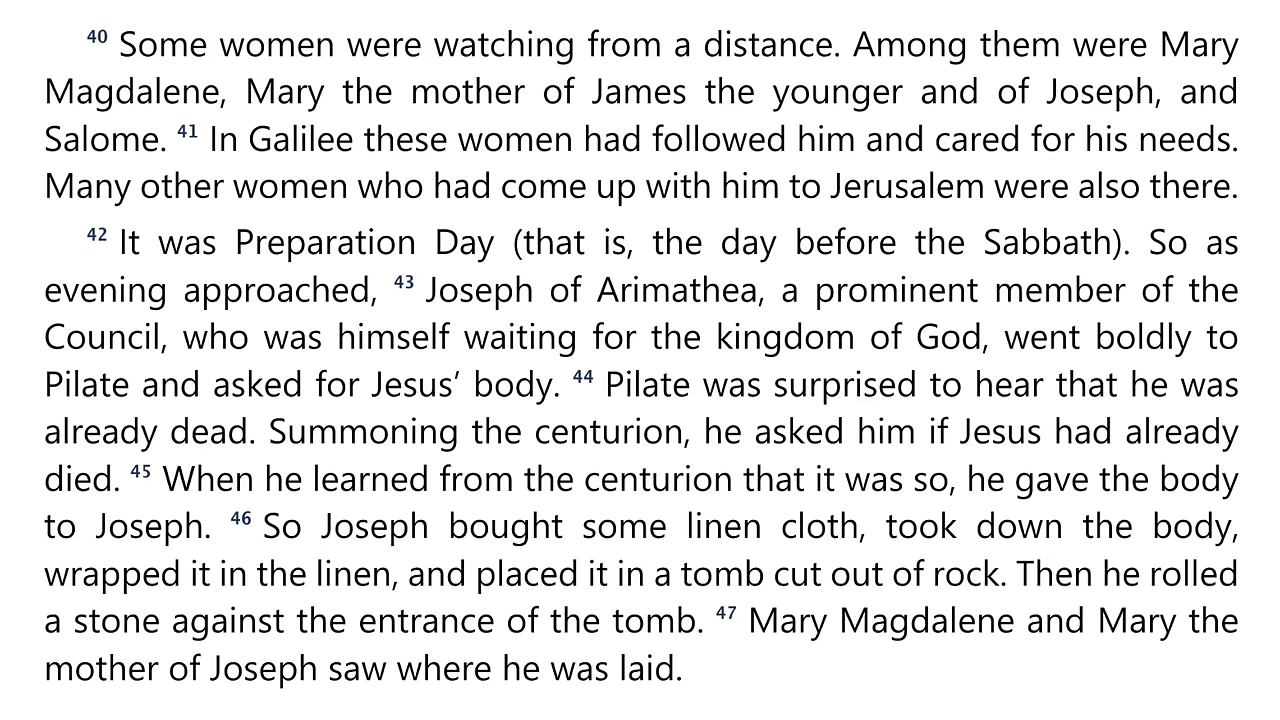 40 Some women were watching from a distance. Among them were Mary
Magdalene, Mary the mother of James the younger and of Joseph, and
Salome. 41 In Galilee these women had followed him and cared for his needs.
Many other women who had come up with him to Jerusalem were also there.
42 It was Preparation Day (that is, the day before the Sabbath). So as
evening approached, 43 Joseph of Arimathea, a prominent member of the
Council, who was himself waiting for the kingdom of God, went boldly to
Pilate and asked for Jesus’ body. 44 Pilate was surprised to hear that he was
already dead. Summoning the centurion, he asked him if Jesus had already
died. 45 When he learned from the centurion that it was so, he gave the body
to Joseph. 46 So Joseph bought some linen cloth, took down the body,
wrapped it in the linen, and placed it in a tomb cut out of rock. Then he rolled
a stone against the entrance of the tomb. 47 Mary Magdalene and Mary the
mother of Joseph saw where he was laid.